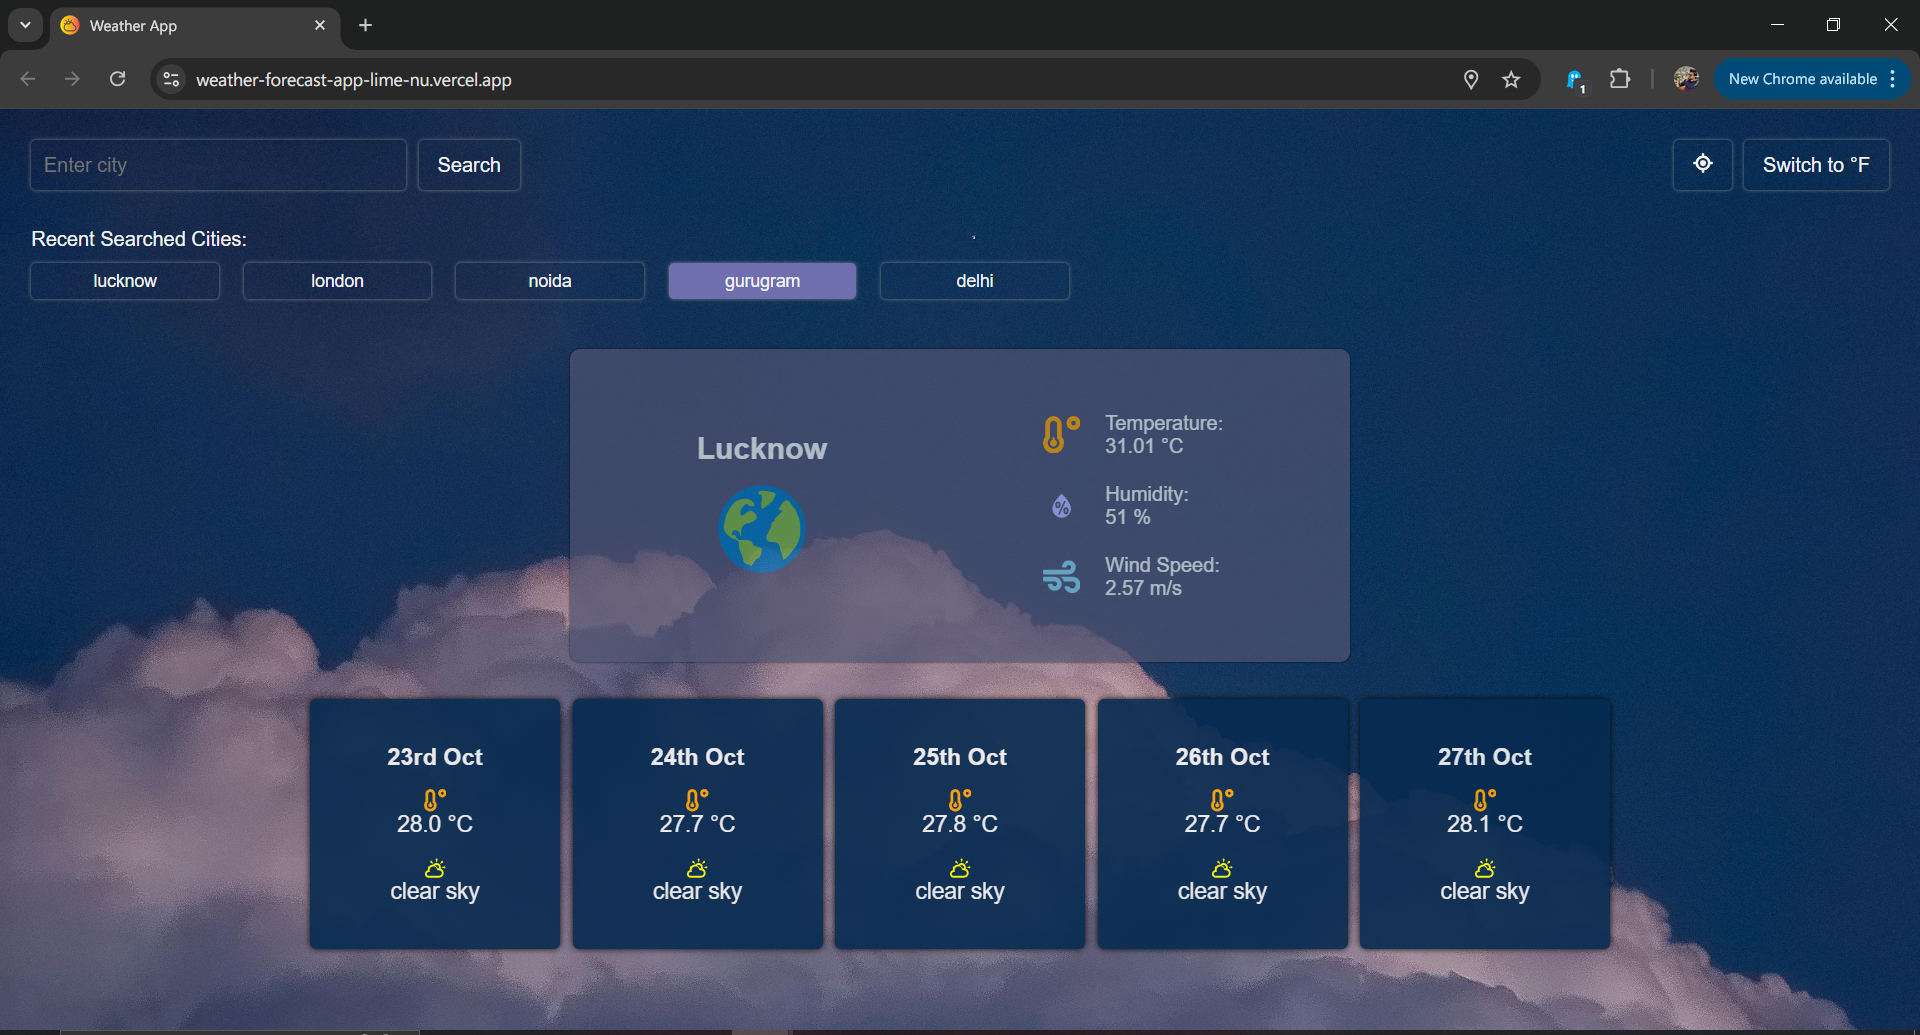 Weather App
weather-forecast-app-lime-nu.vercel.app
1
New Chrome available
Enter city
Search
Switch to °F
Recent Searched Cities:
lucknow
london
noida
gurugram
delhi
Lucknow
Temperature:
31.01 °C
%
Humidity:
51 %
Wind Speed:
2.57 m/s
23rd Oct
28.0 °C
clear sky
24th Oct
27.7 °C
clear sky
25th Oct
27.8 °C
clear sky
26th Oct
27.7 °C
clear sky
27th Oct
28.1 °C
clear sky